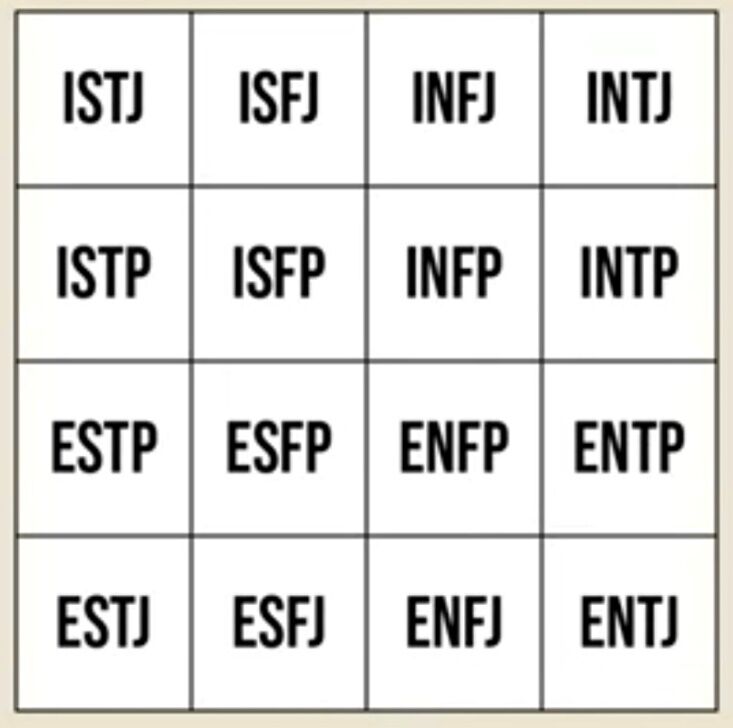 ISTJ ISFJ INFJ INTJ
ISTP ISFP INFP INTP
ESTP ESFP ENFP ENTP
ESTJ ESFJ ENFJ ENTJ